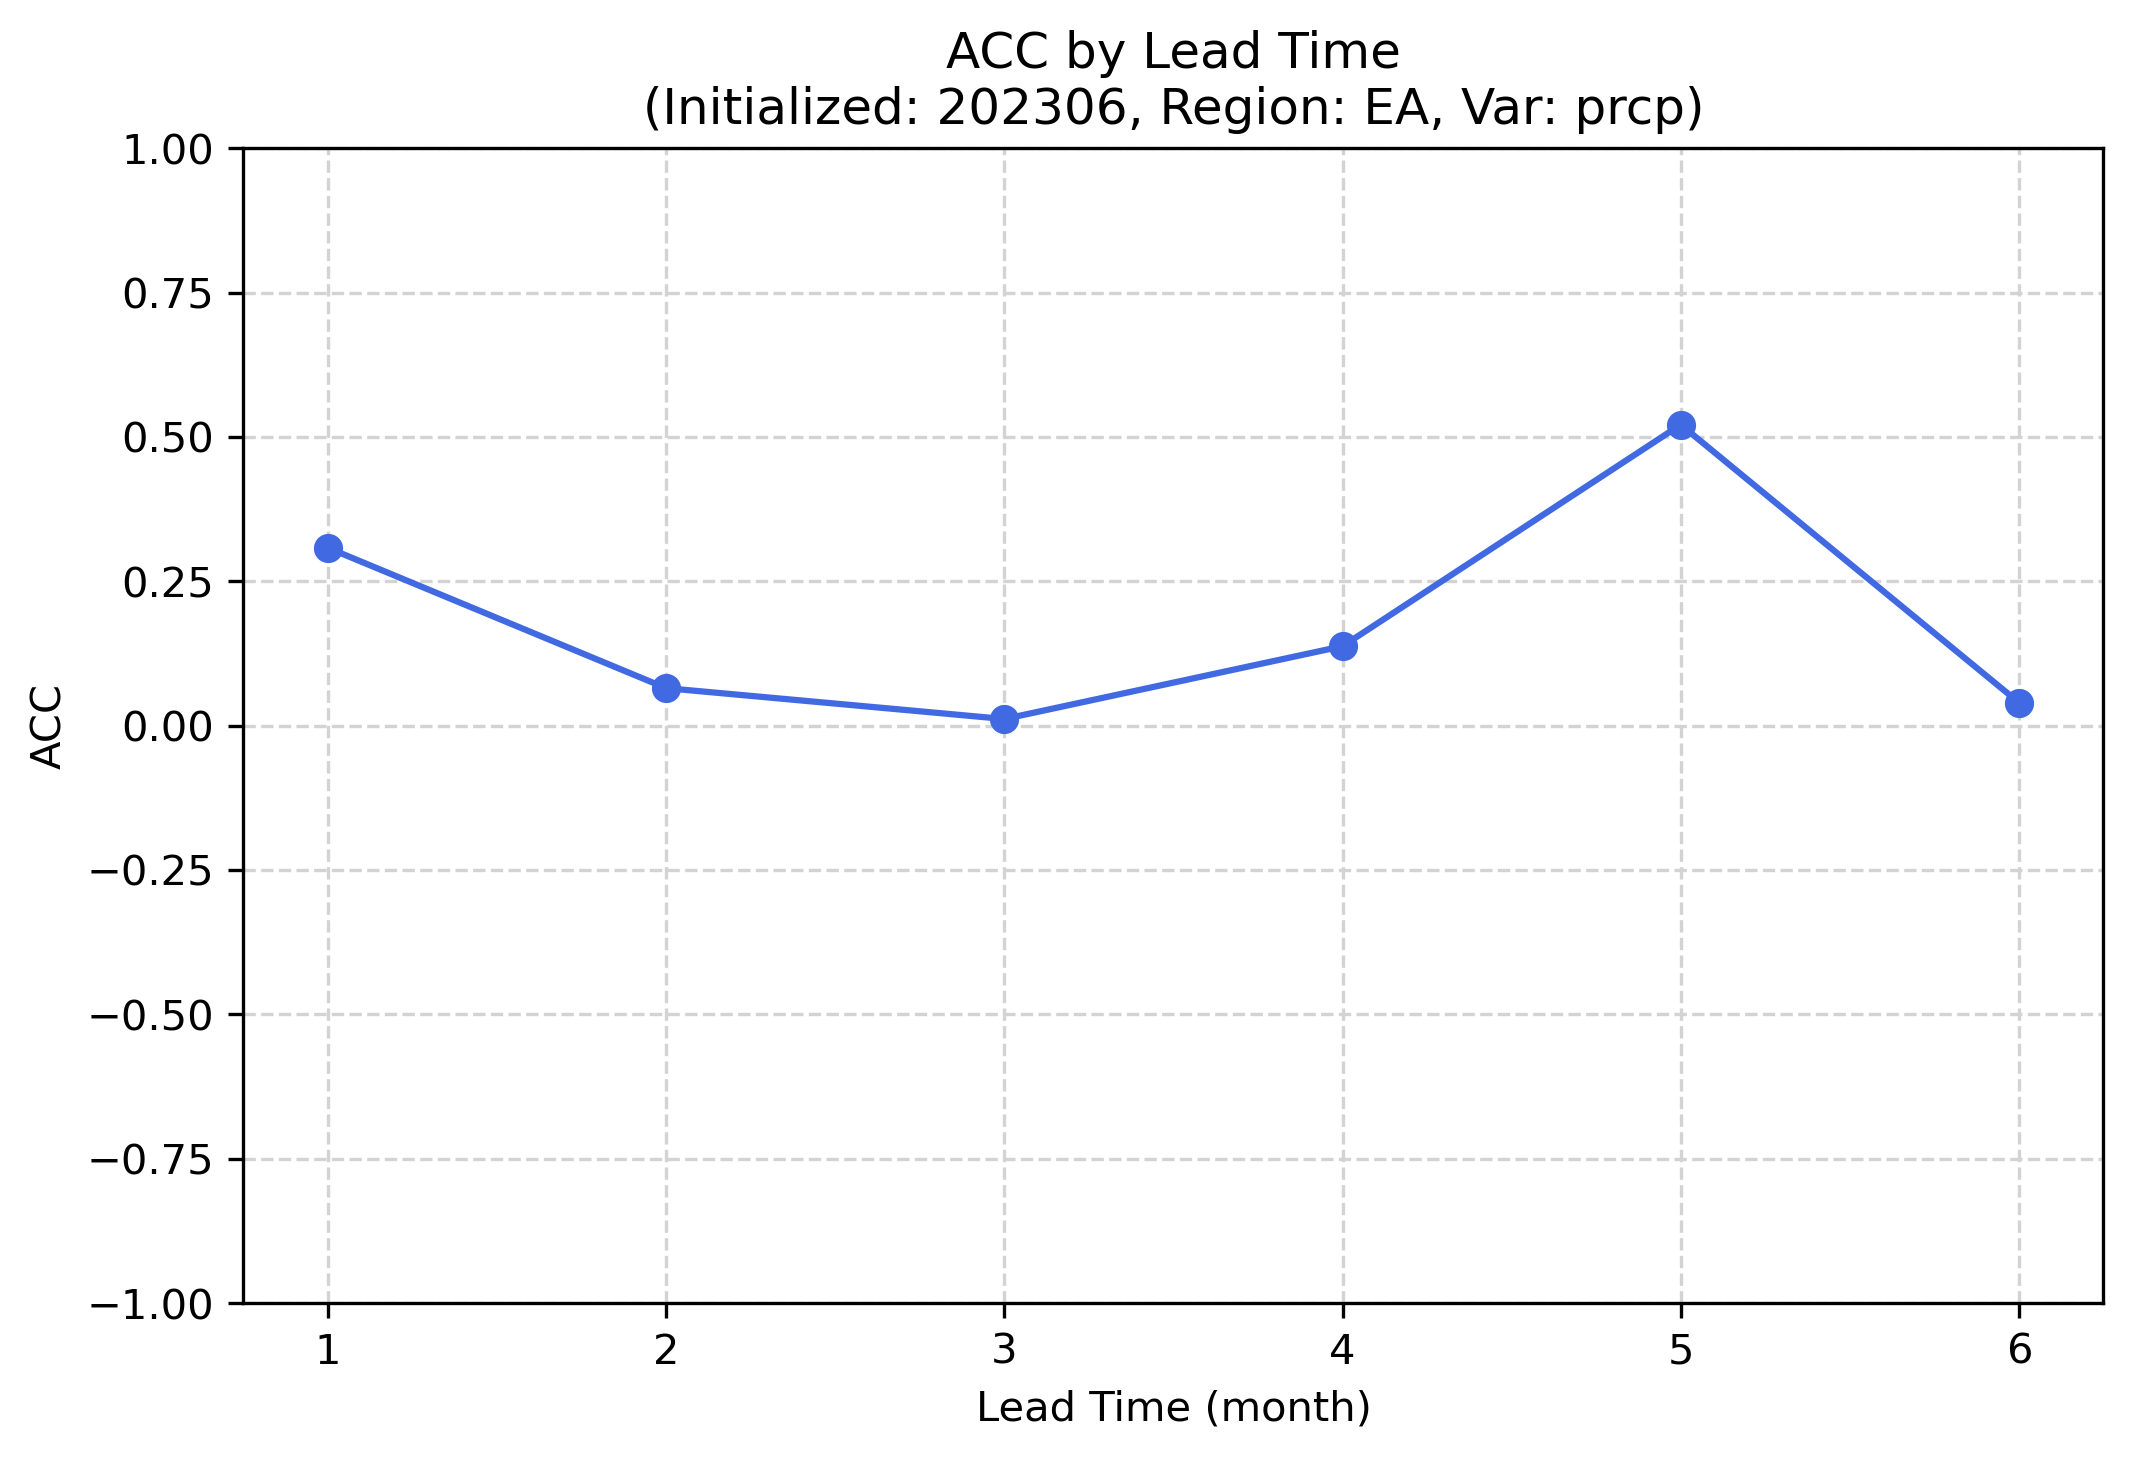 ACC by Lead Time
(Initialized: 202306, Region: EA, Var: prcp)
1.00
0.75
0.50
0.25
0.00
−0.25
−0.50
−0.75
−1.00
ACC
1 2 3 4 5 6
Lead Time (month)